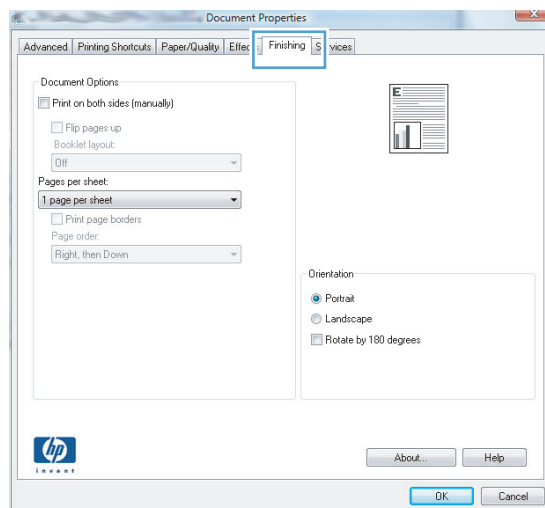 Document Properties
Advanced Printing Shortcuts Paper/Quality Finishing
Document Options
Print on both sides (manually)
Flip pages up
Booklet layout:
Off
Pages per sheet:
1 page per sheet
Print page borders
Page order:
Right, then Down
E
Orientation
Portrait
Landscape
Rotate by 180 degrees
hp
invent
About... Help
OK Cancel